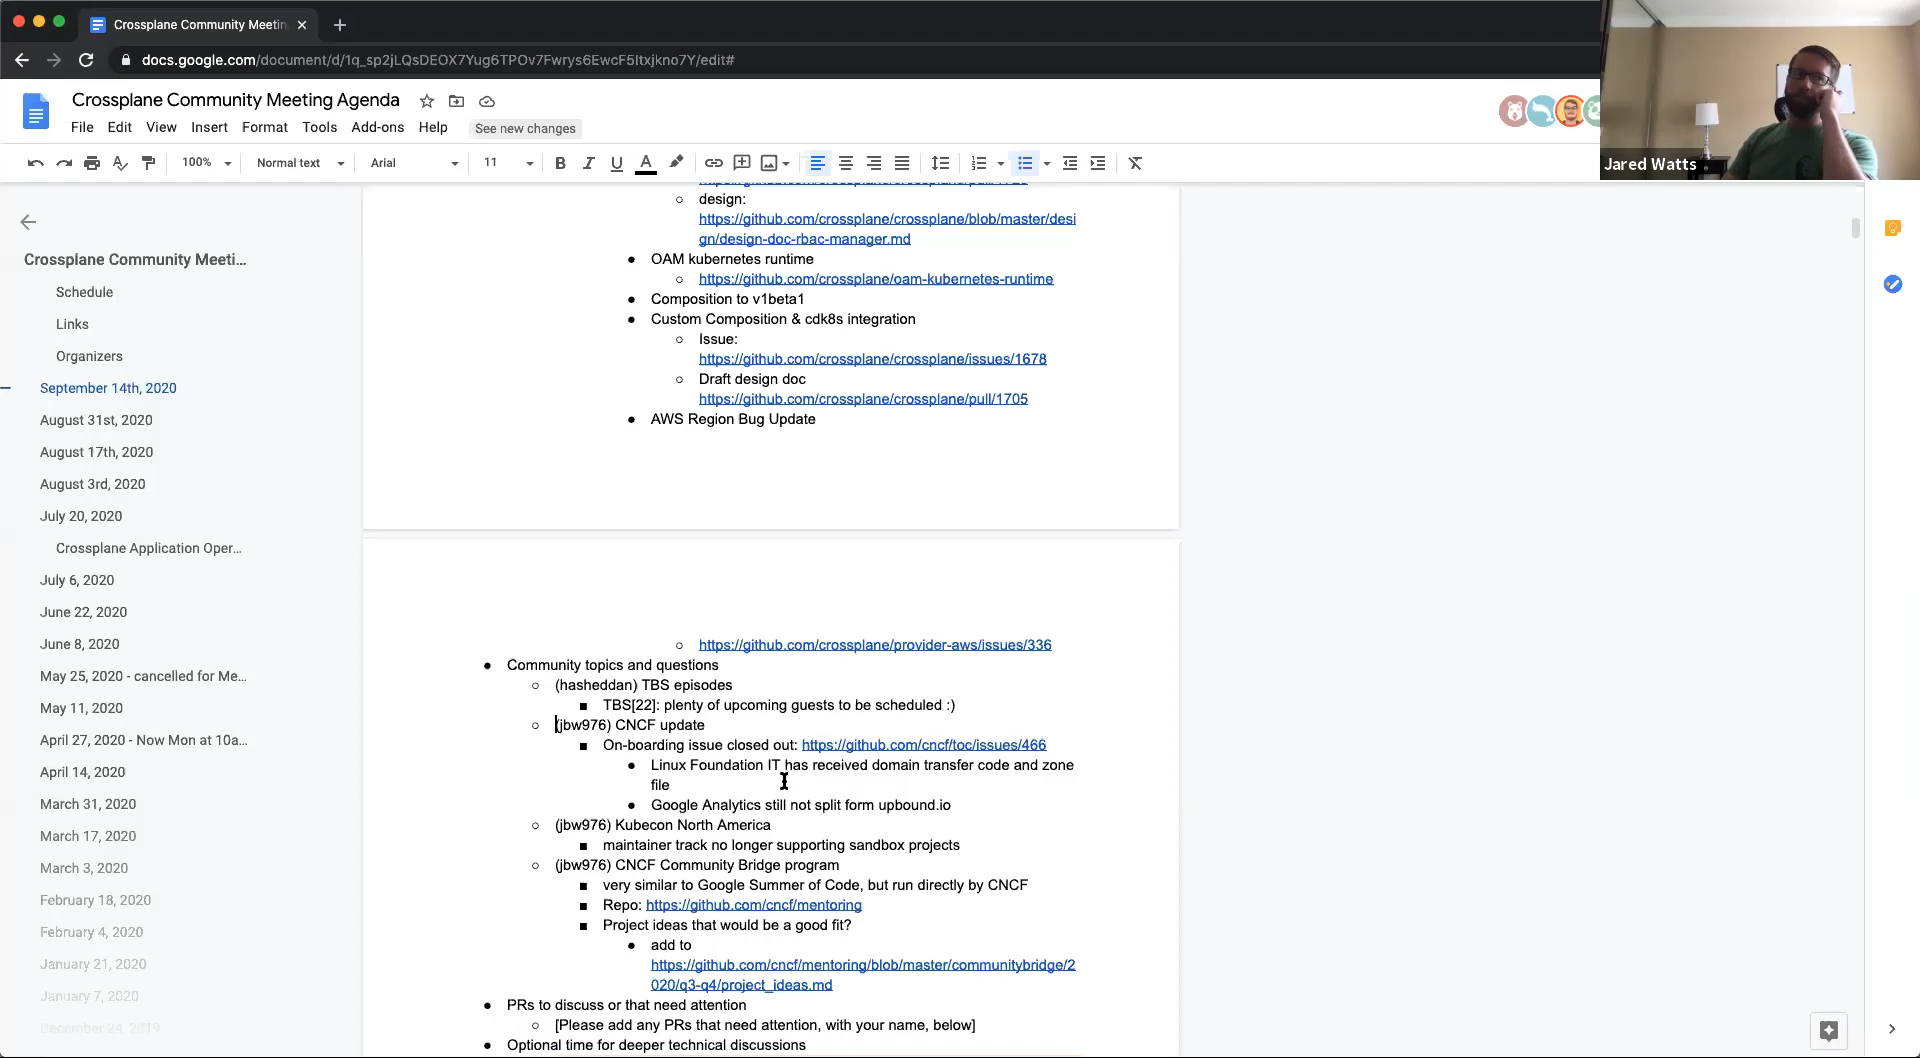 Crossplane Community Meetin
docs.google.com/document/d/1q_sp2jLQsDEOX7Yug6TPOv7Fwrys6EwcF5ltxjkno7Y/edit#
Crossplane Community Meeting Agenda
File Edit View Insert Format Tools Add-ons Help See new changes
100% Normal text Arial 11 B I U A
Jared Watts
Crossplane Community Meeti...
Schedule
Links
Organizers
September 14th, 2020
August 31st, 2020
August 17th, 2020
August 3rd, 2020
July 20, 2020
Crossplane Application Oper...
July 6, 2020
June 22, 2020
June 8, 2020
May 25, 2020 - cancelled for Me...
May 11, 2020
April 27, 2020 - Now Mon at 10a...
April 14, 2020
March 31, 2020
March 17, 2020
March 3, 2020
February 18, 2020
February 4, 2020
January 21, 2020
January 7, 2020
December 24, 2019
○ design:
https://github.com/crossplane/crossplane/blob/master/desi
gn/design-doc-rbac-manager.md
● OAM kubernetes runtime
○ https://github.com/crossplane/oam-kubernetes-runtime
● Composition to v1beta1
● Custom Composition & cdk8s integration
○ Issue:
https://github.com/crossplane/crossplane/issues/1678
○ Draft design doc
https://github.com/crossplane/crossplane/pull/1705
● AWS Region Bug Update
○ https://github.com/crossplane/provider-aws/issues/336
● Community topics and questions
○ (hasheddan) TBS episodes
■ TBS[22]: plenty of upcoming guests to be scheduled :)
○ (jbw976) CNCF update
■ On-boarding issue closed out: https://github.com/cncf/toc/issues/466
● Linux Foundation IT has received domain transfer code and zone
file
● Google Analytics still not split form upbound.io
○ (jbw976) Kubecon North America
■ maintainer track no longer supporting sandbox projects
○ (jbw976) CNCF Community Bridge program
■ very similar to Google Summer of Code, but run directly by CNCF
■ Repo: https://github.com/cncf/mentoring
■ Project ideas that would be a good fit?
● add to
https://github.com/cncf/mentoring/blob/master/communitybridge/2
020/q3-q4/project_ideas.md
● PRs to discuss or that need attention
○ [Please add any PRs that need attention, with your name, below]
● Optional time for deeper technical discussions